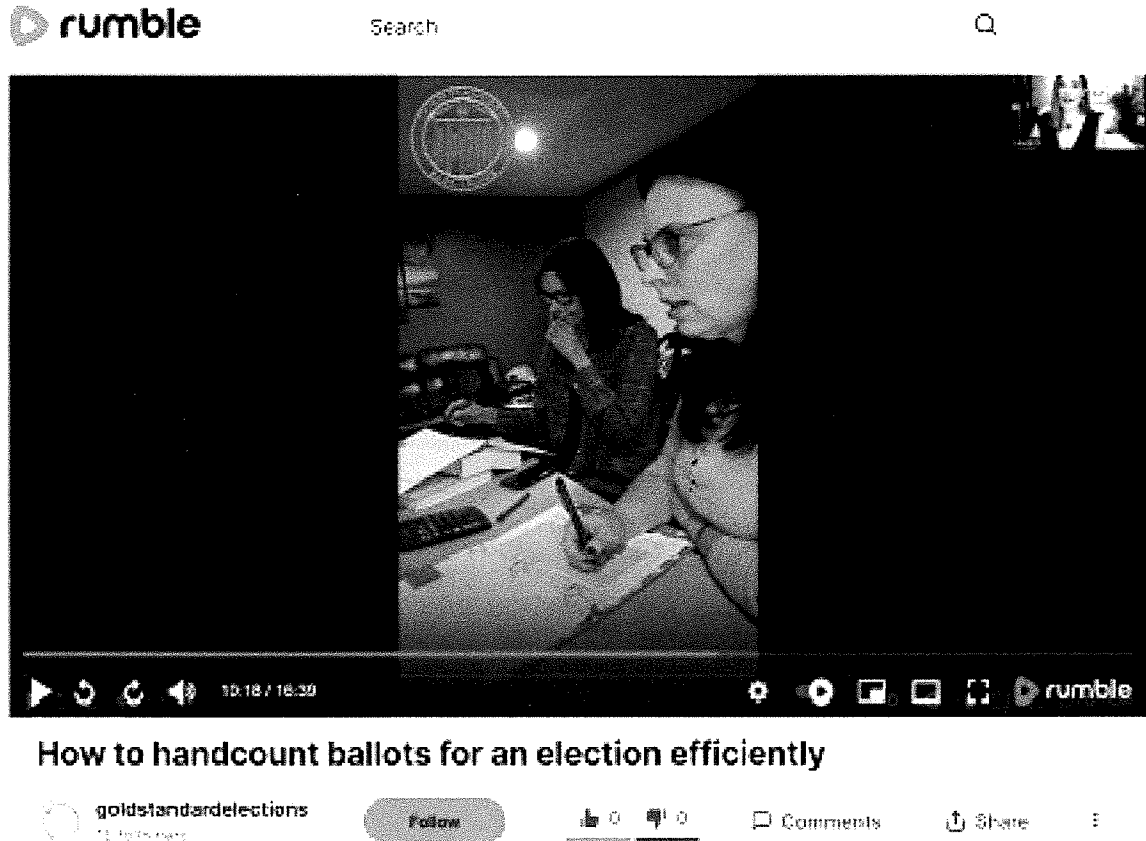 rumble
Search
10:18 / 16:39
rumble
How to handcount ballots for an election efficiently
goldstandardelections
Follow
0
0
Comments
Share